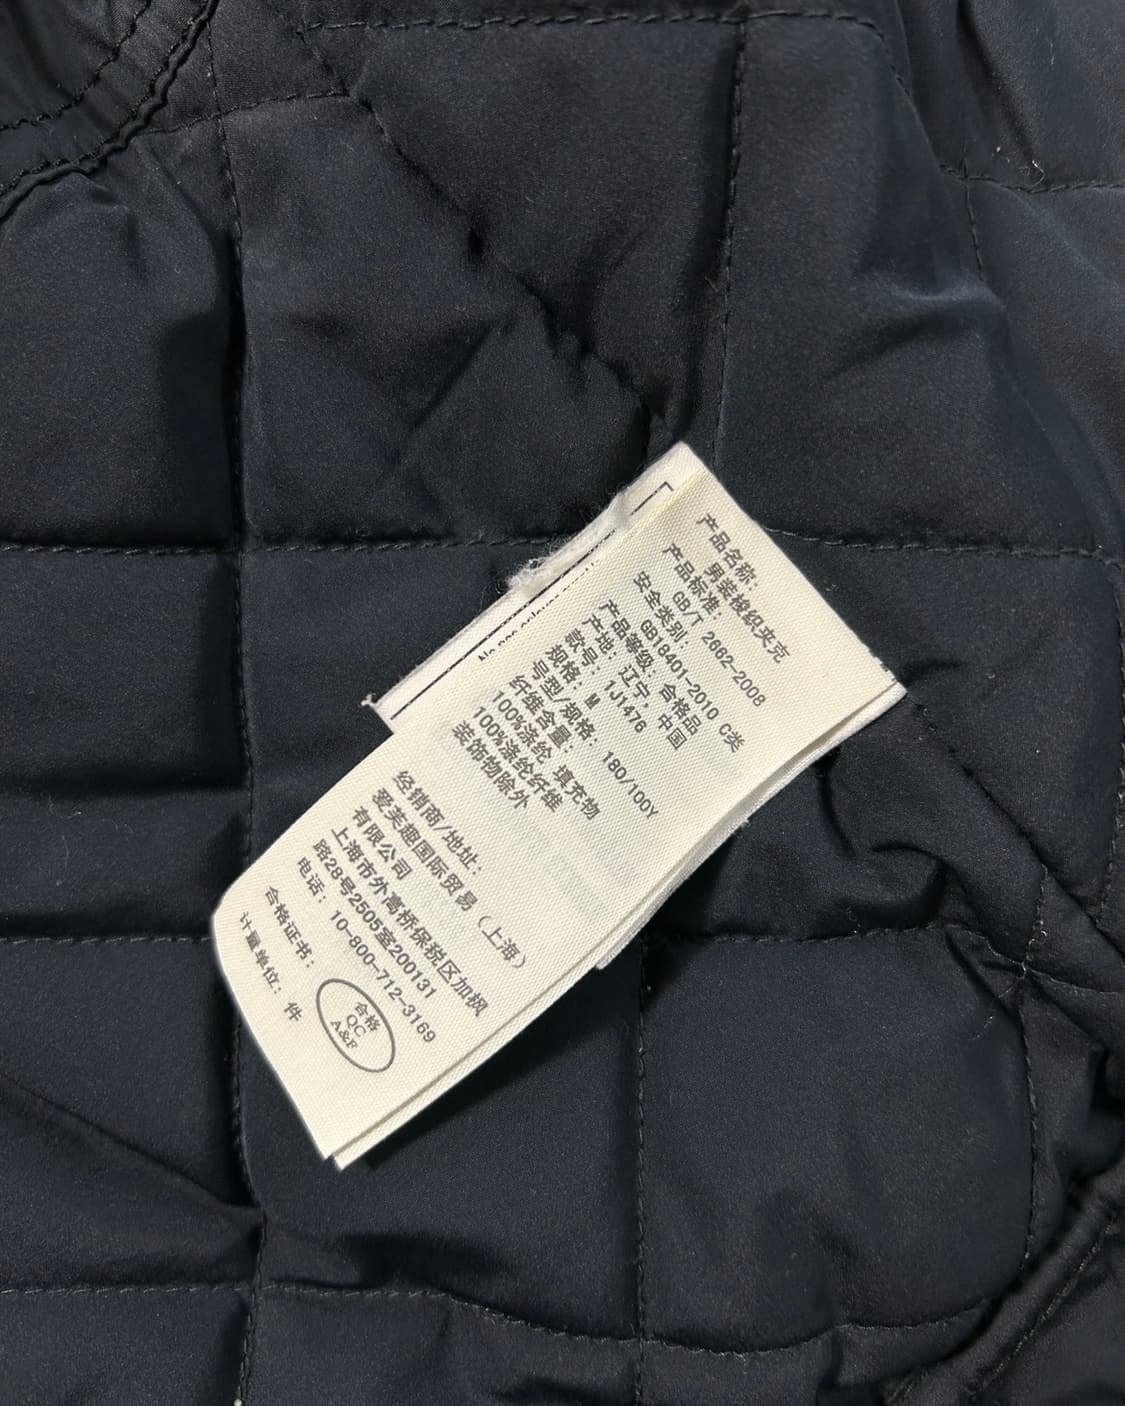 产品名称:
男装梭织夹克
产品标准:
GB/T 2662-2008
安全类别:
GB18401-2010 C类
产品等级: 合格品
产地: 辽宁, 中国
款号: 1J1476
规格: M
号型/规格: 180/100Y
纤维含量:
100%涤纶 填充物
100%涤纶纤维
装饰物除外
经销商/地址:
爱芙趣国际贸易 (上海)
有限公司
上海市外高桥保税区加枫
路28号2505室200131
电话: 10-800-712-3169
合格证书:
合格
QC
A&F
计量单位: 件